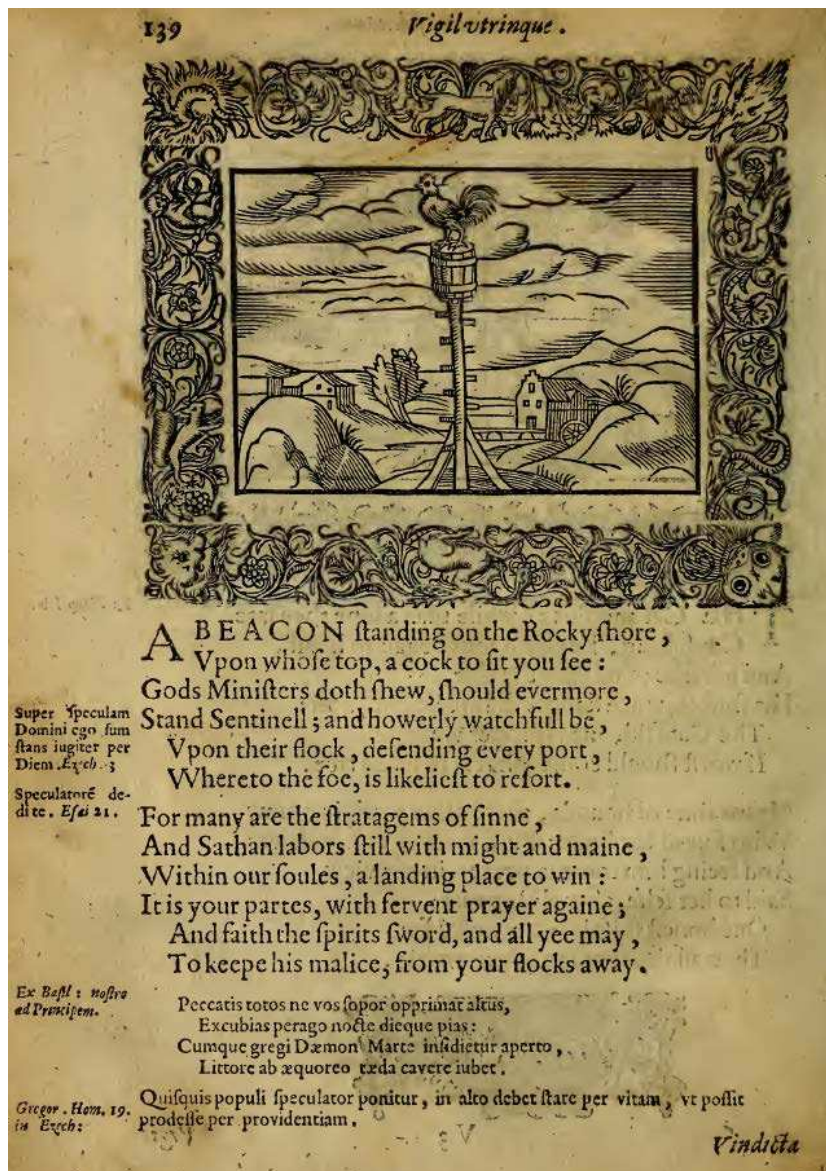 139
Vigil vtrinque.
A BEACON ſtanding on the Rocky ſhore,
Vpon whoſe top, a cock to ſit you ſee:
Gods Miniſters doth ſhew, ſhould evermore,
Stand Sentinell; and howerly watchfull be,
Vpon their flock, defending every port,
Whereto the foe, is likelieſt to reſort.
Super ſpeculam
Domini ego ſum
ſtans iugiter per
Diem. Ezech. 3
Speculatorē de-
dite. Eſai 21.
For many are the ſtratagems of ſinne,
And Sathan labors ſtill with might and maine,
Within our ſoules, a landing place to win:
It is your partes, with fervent prayer againe;
And faith the ſpirits ſword, and all yee may,
To keepe his malice, from your flocks away.
Ex Baſil: noſtro
ad Principem.
Peccatis totos ne vos ſopor opprimat altus,
Excubias perago nocte dieque pias:
Cumque gregi Dæmon Marte inſidietur aperto,
Littore ab æquoreo tæda cavere iubet.
Gregor. Hom. 19.
in Ezech:
Quiſquis populi ſpeculator ponitur, in alto debet ſtare per vitam, vt poſſit
prodeſſe per providentiam.
Vindicta